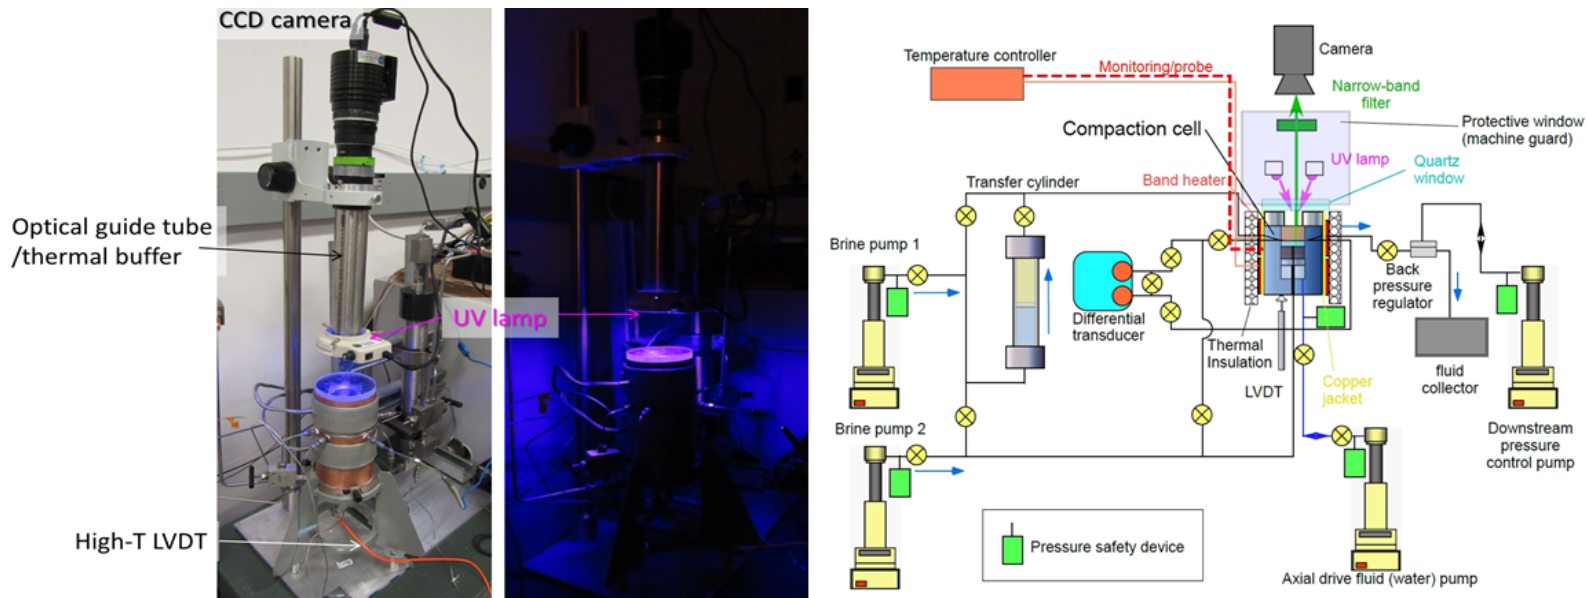 CCD camera
Optical guide tube
/thermal buffer
UV lamp
High-T LVDT
Temperature controller
Monitoring/probe
Camera
Narrow-band
filter
Protective window
(machine guard)
Compaction cell
UV lamp
Quartz
window
Band heater
Transfer cylinder
Brine pump 1
Differential
transducer
Thermal
Insulation
LVDT
Copper
jacket
Back
pressure
regulator
fluid
collector
Downstream
pressure
control pump
Brine pump 2
Pressure safety device
Axial drive fluid (water) pump